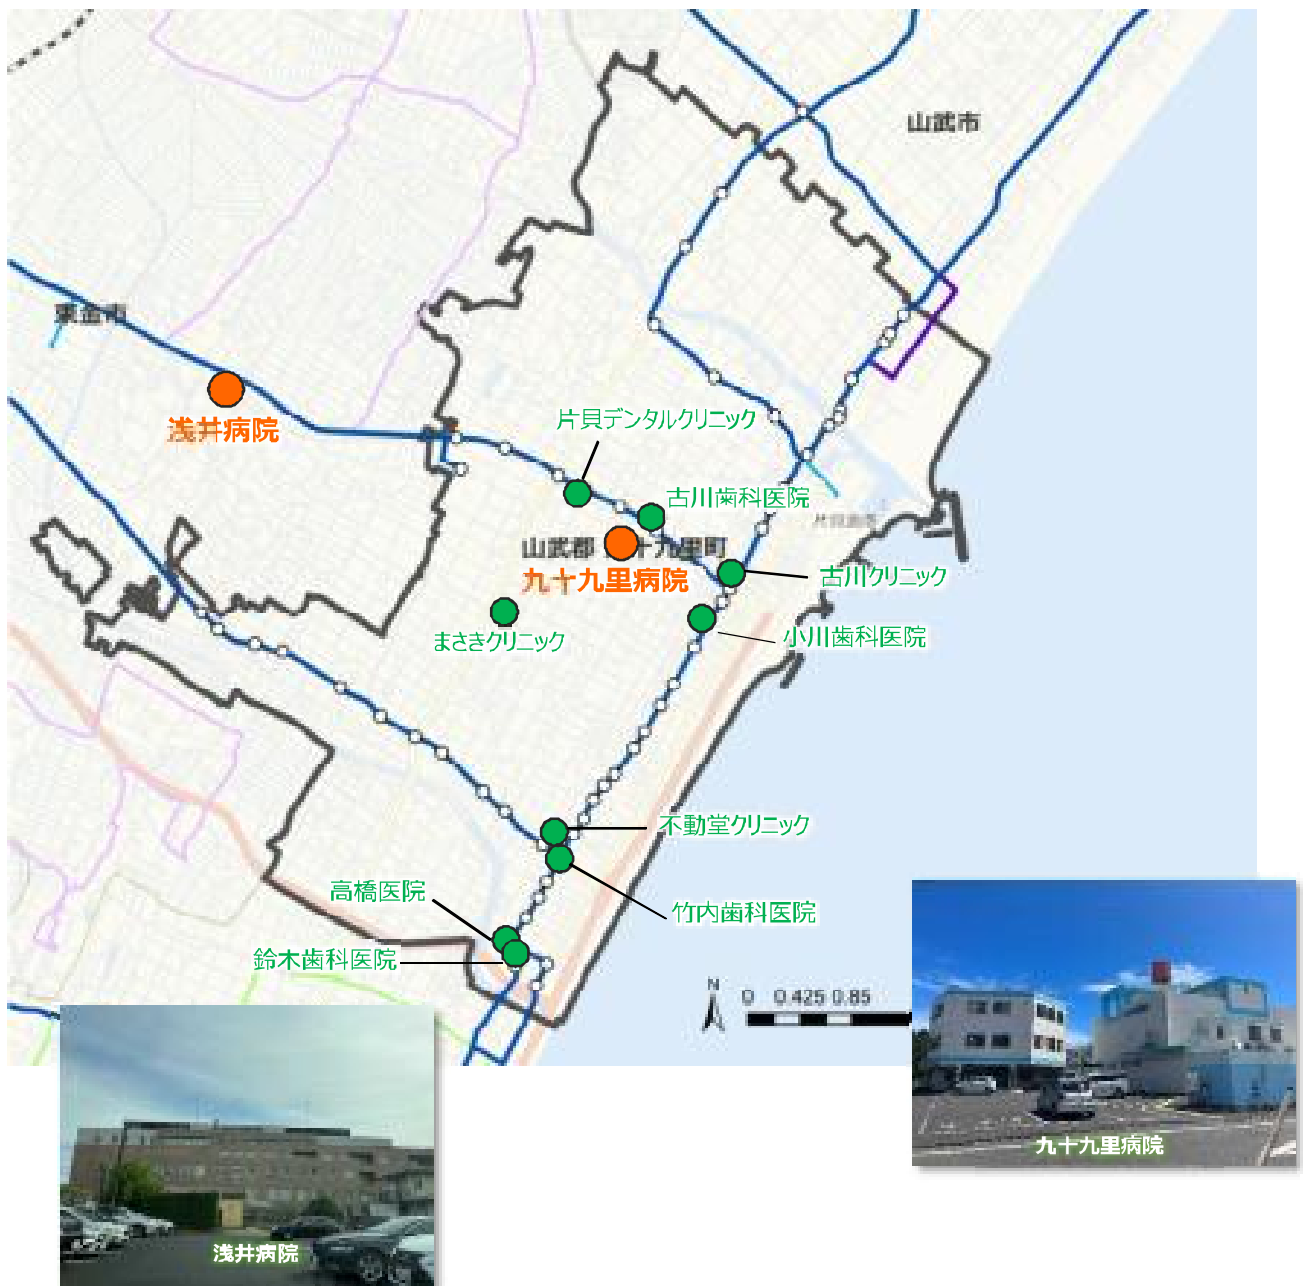 山武市
東金市
浅井病院
片貝デンタルクリニック
古川歯科医院
山武郡 十九里町
九十九里病院
古川クリニック
まさきクリニック
小川歯科医院
不動堂クリニック
高橋医院
竹内歯科医院
鈴木歯科医院
N
0 0.425 0.85
九十九里病院
浅井病院